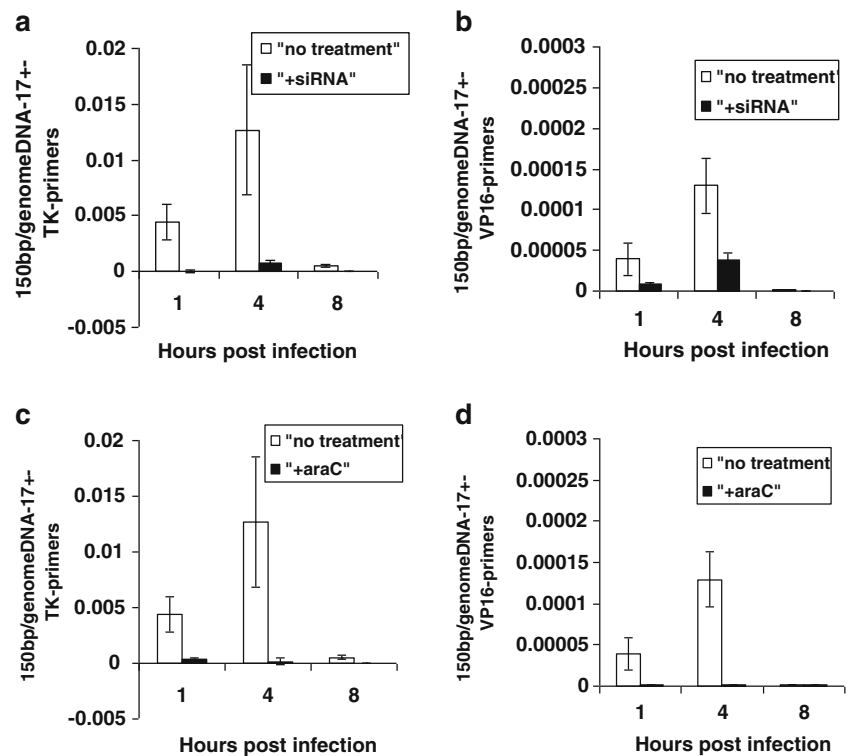 a
0.02
0.015
0.01
0.005
0
-0.005
150bp/genomeDNA-17+-
TK-primers
"no treatment"
"+siRNA"
1 4 8
Hours post infection
b
0.0003
0.00025
0.0002
0.00015
0.0001
0.00005
0
150bp/genomeDNA-17+-
VP16-primers
"no treatment'
"+siRNA"
1 4 8
Hours post infection
c
0.02
0.015
0.01
0.005
0
-0.005
150bp/genomeDNA-17+-
TK-primers
"no treatment'
"+araC"
1 4 8
Hours post infection
d
0.0003
0.00025
0.0002
0.00015
0.0001
0.00005
0
150bp/genomeDNA-17+-
VP16-primers
"no treatment
"+araC"
1 4 8
Hours post infection